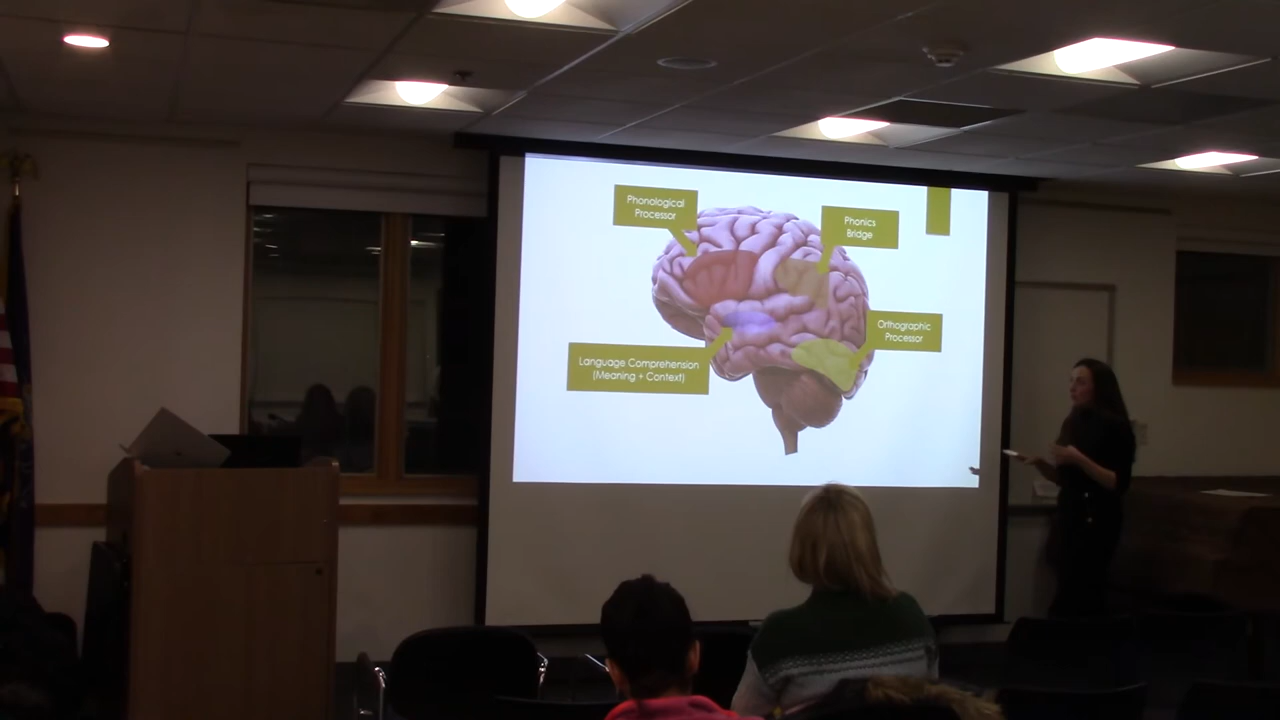 Phonological
Processor
Phonics
Bridge
Orthographic
Processor
Language Comprehension
(Meaning + Context)